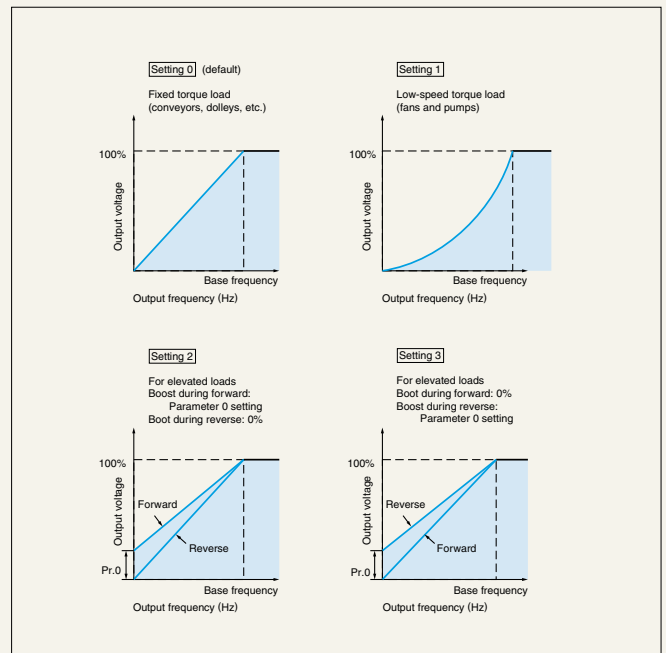 Setting 0 (default)
Fixed torque load
(conveyors, dolleys, etc.)
100%
Output voltage
Base frequency
Output frequency (Hz)
Setting 1
Low-speed torque load
(fans and pumps)
100%
Output voltage
Base frequency
Output frequency (Hz)
Setting 2
For elevated loads
Boost during forward:
Parameter 0 setting
Boot during reverse: 0%
100%
Output voltage
Forward
Reverse
Pr.0
Base frequency
Output frequency (Hz)
Setting 3
For elevated loads
Boot during forward: 0%
Boost during reverse:
Parameter 0 setting
100%
Output voltage
Reverse
Forward
Pr.0
Base frequency
Output frequency (Hz)